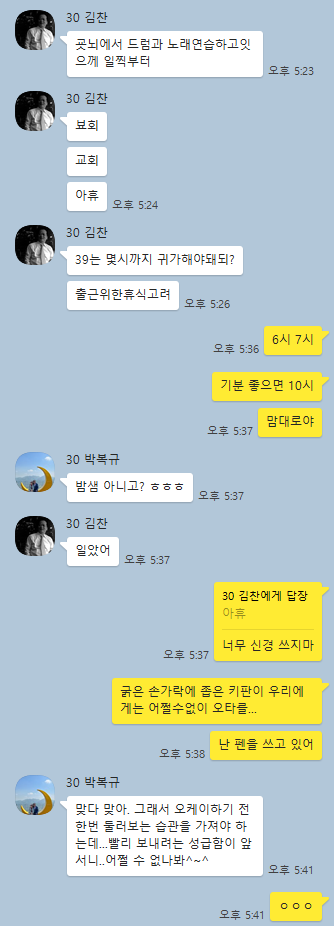 30 김찬
곳뇌에서 드럼과 노래연습하고잇
으께 일찍부터
오후 5:23
30 김찬
뵤회
교회
아휴
오후 5:24
30 김찬
39는 몇시까지 귀가해야돼되?
출근위한휴식고려
오후 5:26
6시 7시
오후 5:36
기분 좋으면 10시
맘대로야
오후 5:37
30 박복규
밤샘 아니고? ㅎㅎㅎ
오후 5:37
30 김찬
일았어
오후 5:37
30 김찬에게 답장
아휴
너무 신경 쓰지마
오후 5:37
굵은 손가락에 좁은 키판이 우리에
게는 어쩔수없이 오타를...
난 펜을 쓰고 있어
오후 5:38
30 박복규
맞다 맞아. 그래서 오케이하기 전
한번 둘러보는 습관을 가져야 하
는데...빨리 보내려는 성급함이 앞
서니..어쩔 수 없나봐^~^
오후 5:41
ㅇㅇㅇ
오후 5:41